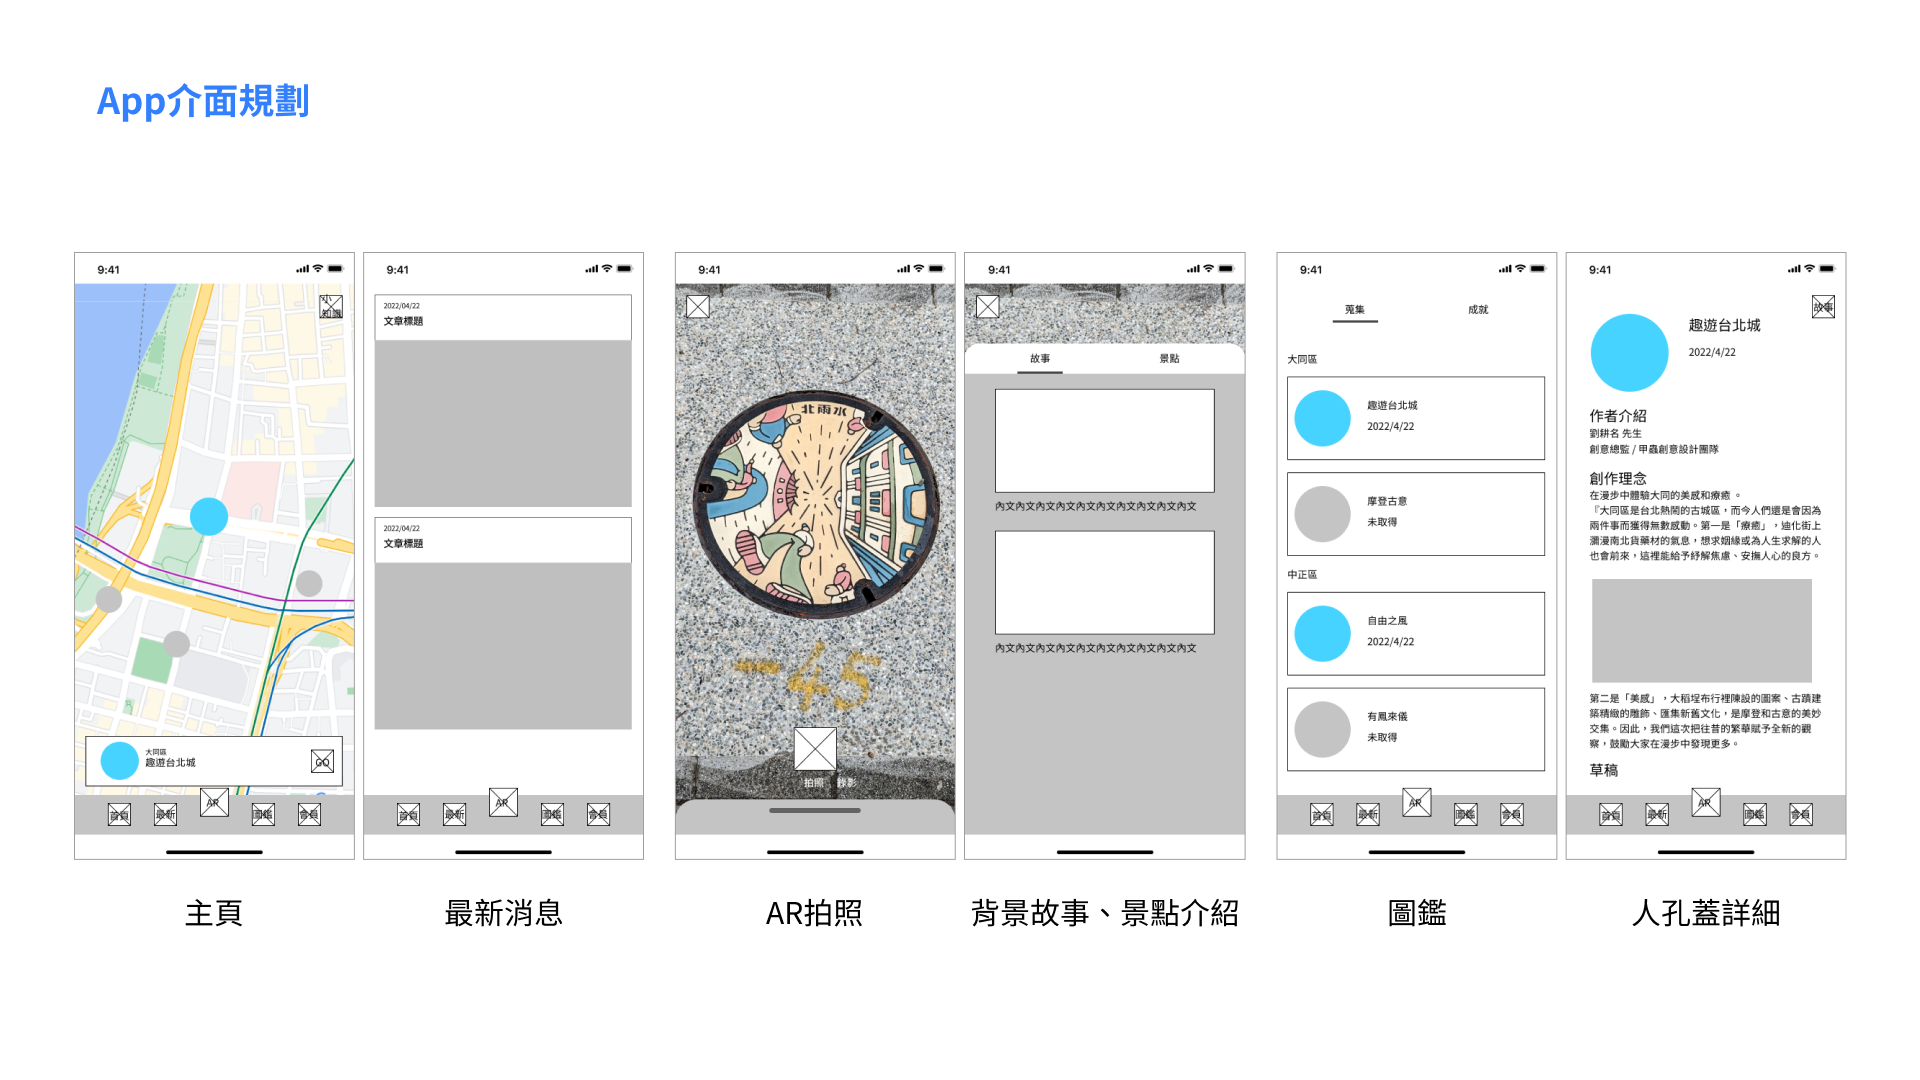 App介面規劃
9:41
小
知識
大同區
趣遊台北城
GO
首頁
最新
AR
圖鑑
會員
主頁
9:41
2022/04/22
文章標題
2022/04/22
文章標題
首頁
最新
AR
圖鑑
會員
最新消息
9:41
北雨水
-45
拍照 錄影
AR拍照
9:41
故事 景點
內文內文內文內文內文內文內文內文內文內文
內文內文內文內文內文內文內文內文內文內文
背景故事、景點介紹
9:41
蒐集 成就
大同區
趣遊台北城
2022/4/22
摩登古意
未取得
中正區
自由之風
2022/4/22
有鳳來儀
未取得
首頁
最新
AR
圖鑑
會員
圖鑑
9:41
故事
趣遊台北城
2022/4/22
作者介紹
劉耕名 先生
創意總監 / 甲蟲創意設計團隊
創作理念
在漫步中體驗大同的美感和療癒 。
『大同區是台北熱鬧的古城區，而今人們還是會因為
兩件事而獲得無數感動。第一是「療癒」，迪化街上
瀰漫南北貨藥材的氣息，想求姻緣或為人生求解的人
也會前來，這裡能給予紓解焦慮、安撫人心的良方。
第二是「美感」，大稻埕布行裡陳設的圖案、古蹟建
築精緻的雕飾、匯集新舊文化，是摩登和古意的美妙
交集。因此，我們這次把往昔的繁華賦予全新的觀
察，鼓勵大家在漫步中發現更多。
草稿
首頁
最新
AR
圖鑑
會員
人孔蓋詳細